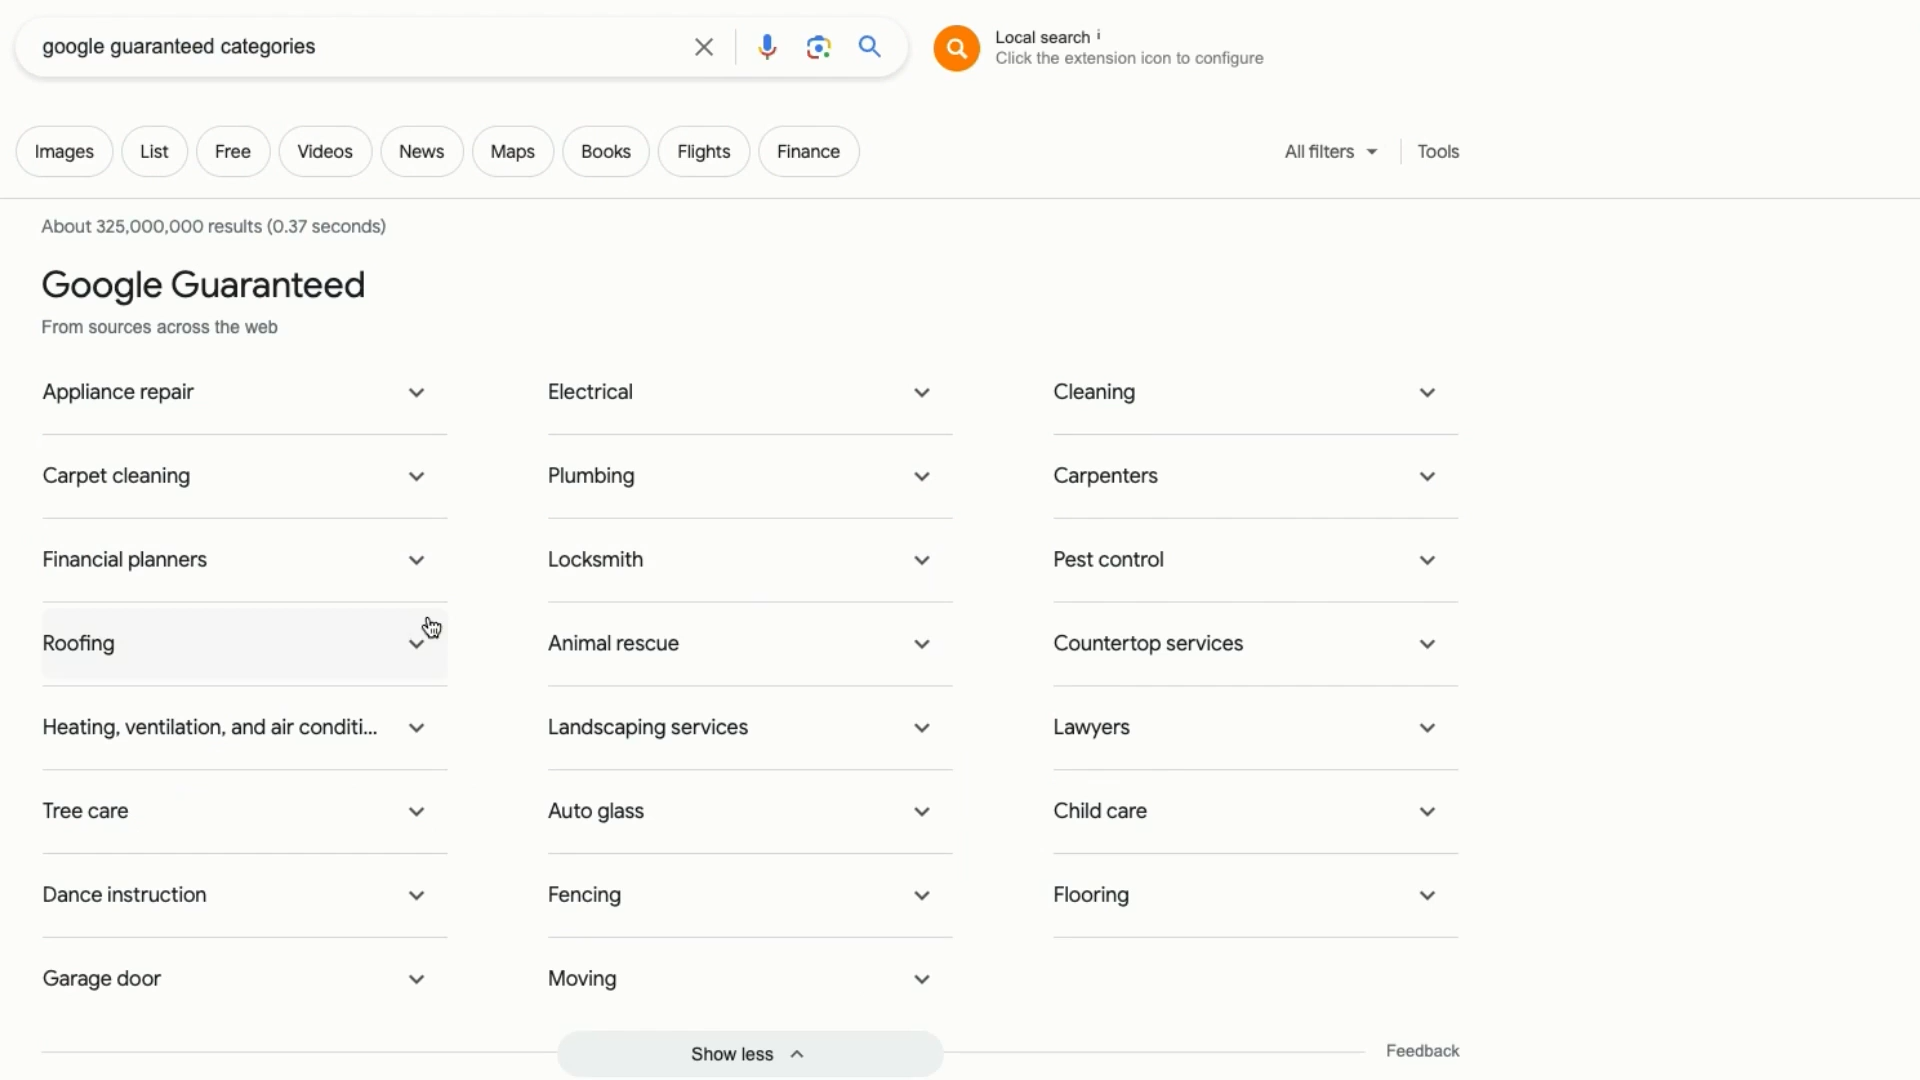 google guaranteed categories
Local search i
Click the extension icon to configure
Images
List
Free
Videos
News
Maps
Books
Flights
Finance
All filters
Tools
About 325,000,000 results (0.37 seconds)
Google Guaranteed
From sources across the web
Appliance repair
Electrical
Cleaning
Carpet cleaning
Plumbing
Carpenters
Financial planners
Locksmith
Pest control
Roofing
Animal rescue
Countertop services
Heating, ventilation, and air conditi...
Landscaping services
Lawyers
Tree care
Auto glass
Child care
Dance instruction
Fencing
Flooring
Garage door
Moving
Show less
Feedback